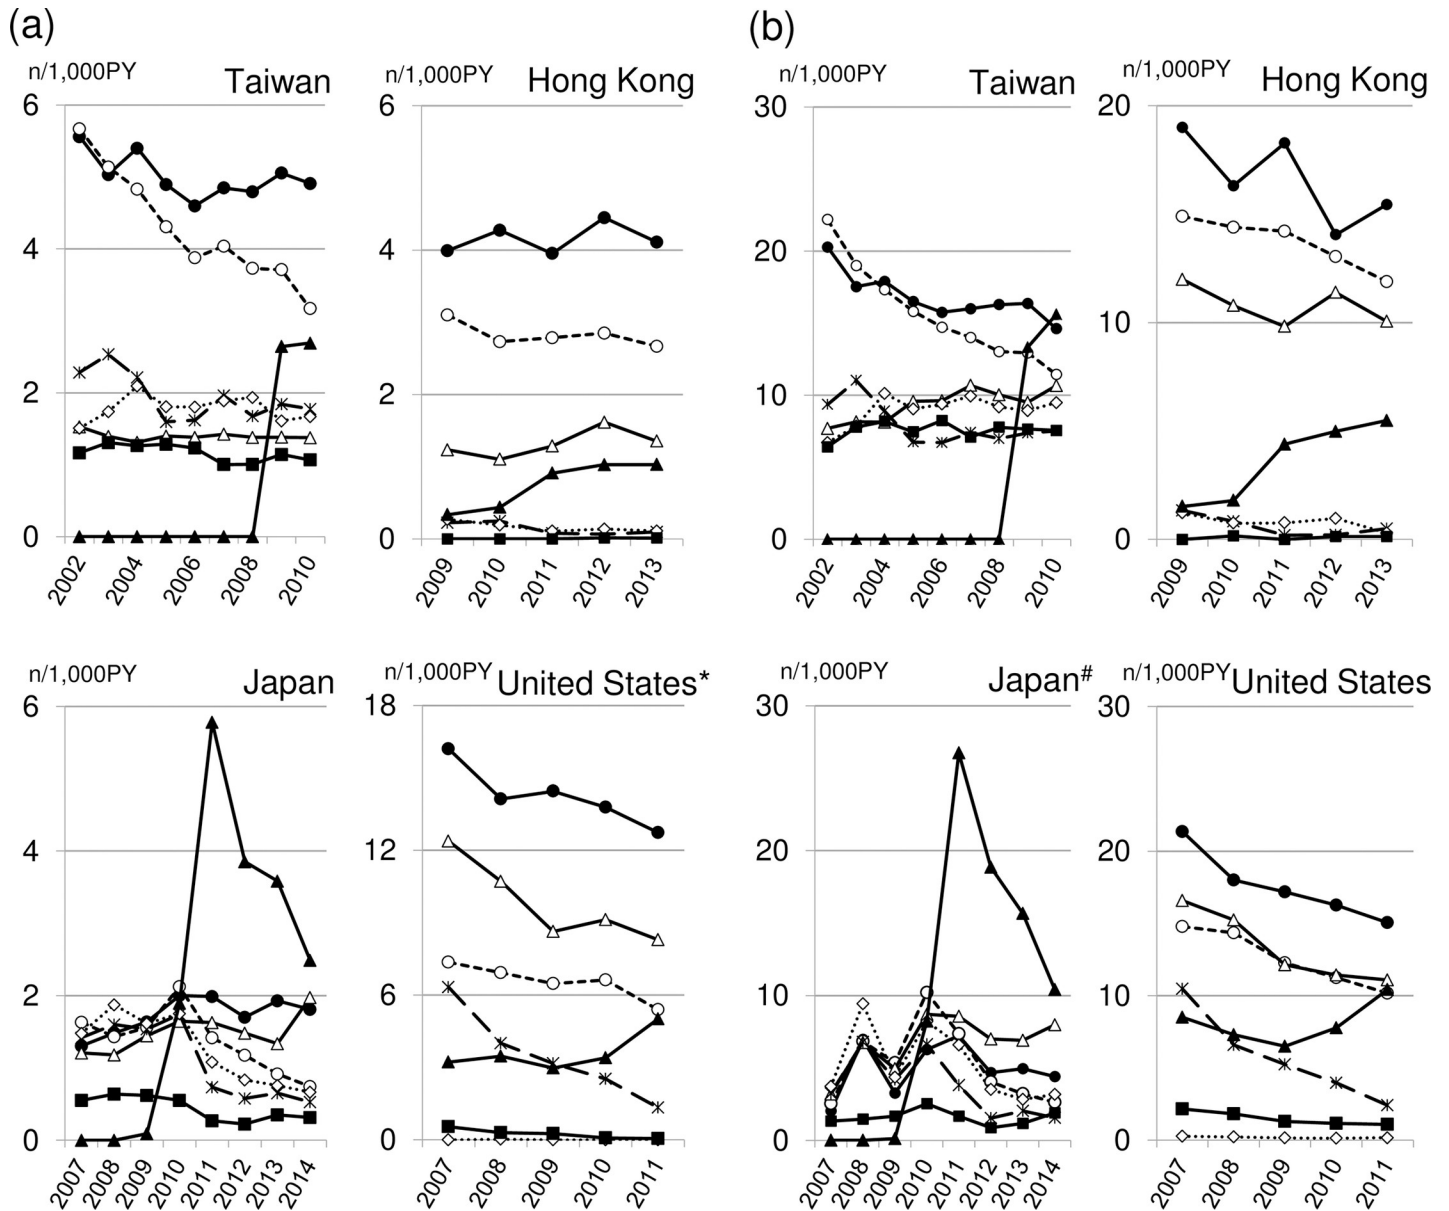 (a)
(b)
n/1,000PY Taiwan
6
4
2
0
2002 2004 2006 2008 2010
n/1,000PY Hong Kong
6
4
2
0
2009 2010 2011 2012 2013
n/1,000PY Taiwan
30
20
10
0
2002 2004 2006 2008 2010
n/1,000PY Hong Kong
20
10
0
2009 2010 2011 2012 2013
n/1,000PY Japan
6
4
2
0
2007 2008 2009 2010 2011 2012 2013 2014
n/1,000PY United States*
18
12
6
0
2007 2008 2009 2010 2011
n/1,000PY Japan#
30
20
10
0
2007 2008 2009 2010 2011 2012 2013 2014
n/1,000PY United States
30
20
10
0
2007 2008 2009 2010 2011